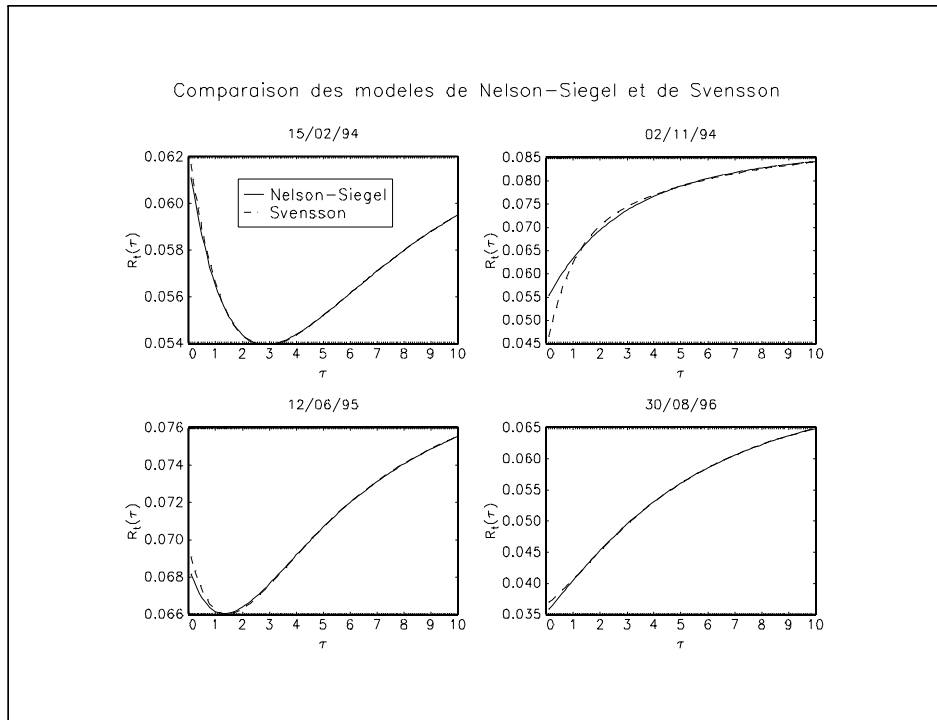 Comparaison des modeles de Nelson-Siegel et de Svensson
15/02/94
0.062
0.060
0.058
0.056
0.054
R_t(τ)
Nelson-Siegel
Svensson
0 1 2 3 4 5 6 7 8 9 10
τ
02/11/94
0.085
0.080
0.075
0.070
0.065
0.060
0.055
0.050
0.045
R_t(τ)
0 1 2 3 4 5 6 7 8 9 10
τ
12/06/95
0.076
0.074
0.072
0.070
0.068
0.066
R_t(τ)
0 1 2 3 4 5 6 7 8 9 10
τ
30/08/96
0.065
0.060
0.055
0.050
0.045
0.040
0.035
R_t(τ)
0 1 2 3 4 5 6 7 8 9 10
τ